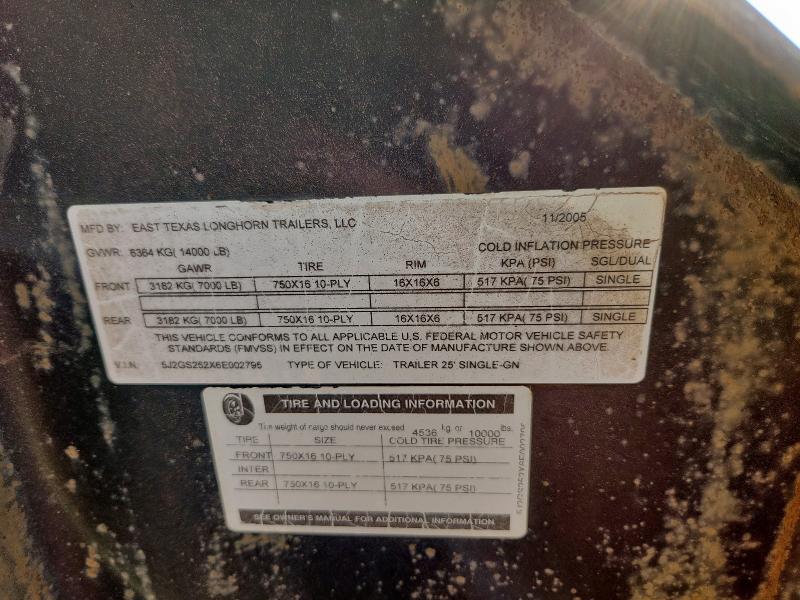 MFD BY: EAST TEXAS LONGHORN TRAILERS, LLC 11/2005
GVWR: 6364 KG( 14000 LB) COLD INFLATION PRESSURE
GAWR TIRE RIM KPA (PSI) SGL/DUAL
FRONT 3182 KG( 7000 LB) 750X16 10-PLY 16X16X6 517 KPA( 75 PSI) SINGLE
REAR 3182 KG( 7000 LB) 750X16 10-PLY 16X16X6 517 KPA( 75 PSI) SINGLE
THIS VEHICLE CONFORMS TO ALL APPLICABLE U.S. FEDERAL MOTOR VEHICLE SAFETY
STANDARDS (FMVSS) IN EFFECT ON THE DATE OF MANUFACTURE SHOWN ABOVE.
V.I.N. 5J2GS252X6E002795 TYPE OF VEHICLE: TRAILER 25' SINGLE-GN
TIRE AND LOADING INFORMATION
The weight of cargo should never exceed 4536 kg. or 10000 lbs.
TIRE SIZE COLD TIRE PRESSURE
FRONT 750X16 10-PLY 517 KPA( 75 PSI)
INTER
REAR 750X16 10-PLY 517 KPA( 75 PSI)
SEE OWNER'S MANUAL FOR ADDITIONAL INFORMATION